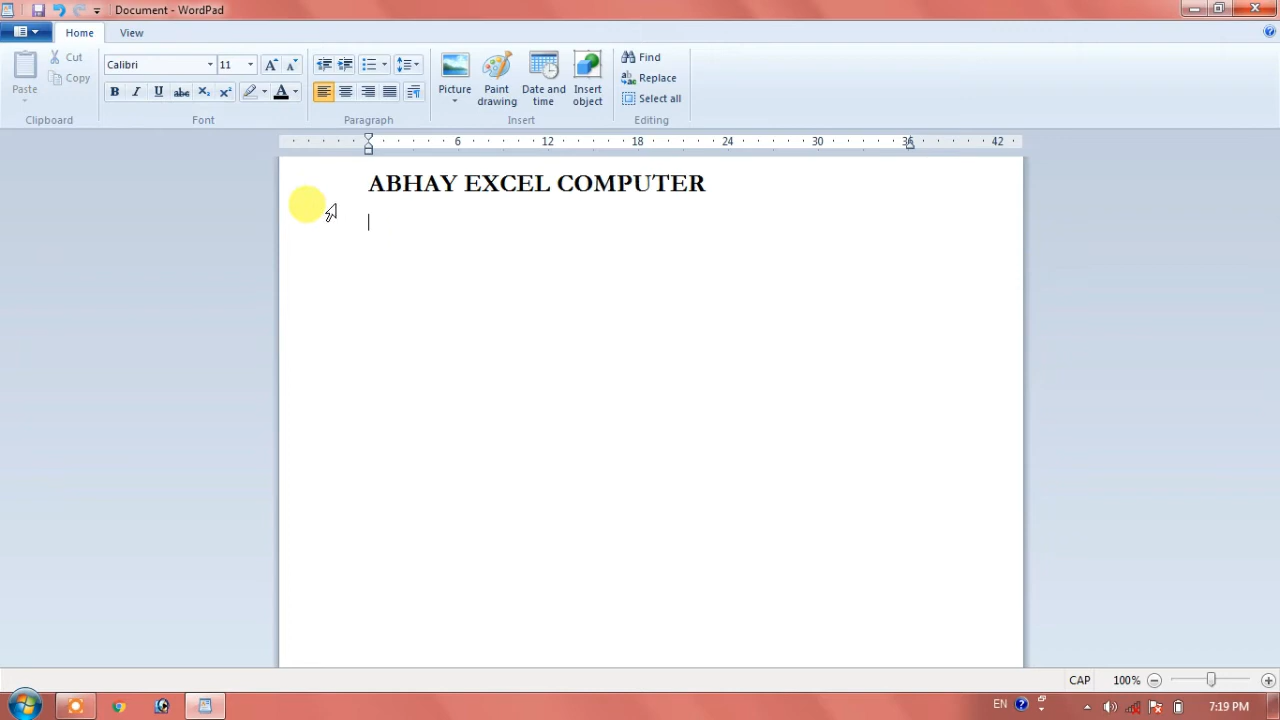 Document - WordPad
Home View
Cut
Copy
Paste
Clipboard
Calibri 11
B I U abc X₂ X² A
Font
Paragraph
Picture
Paint drawing
Date and time
Insert object
Insert
Find
Replace
Select all
Editing
6 12 18 24 30 36 42
ABHAY EXCEL COMPUTER
CAP 100%
EN 7:19 PM